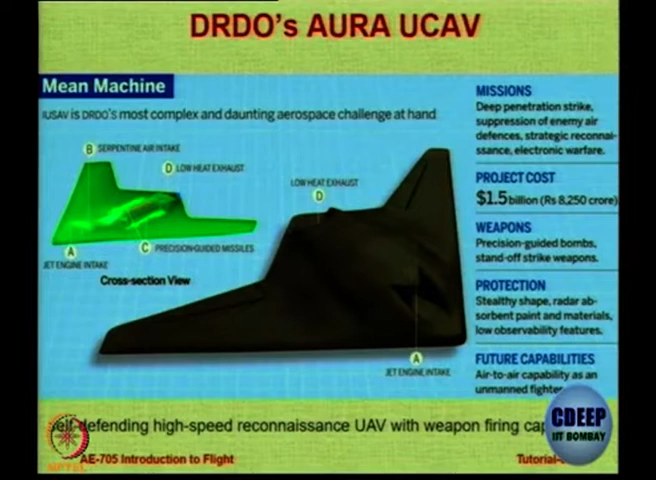 DRDO's AURA UCAV
Mean Machine
IUSAV is DRDO's most complex and daunting aerospace challenge at hand
B SERPENTINE AIR INTAKE
D LOW HEAT EXHAUST
A
JET ENGINE INTAKE
C PRECISION-GUIDED MISSILES
Cross-section View
LOW HEAT EXHAUST
D
A
JET ENGINE INTAKE
MISSIONS
Deep penetration strike,
suppression of enemy air
defences, strategic reconnai-
ssance, electronic warfare.
PROJECT COST
$1.5 billion (Rs 8,250 crore)
WEAPONS
Precision-guided bombs,
stand-off strike weapons.
PROTECTION
Stealthy shape, radar ab-
sorbent paint and materials,
low observability features.
FUTURE CAPABILITIES
Air-to-air capability as an
unmanned fighter
defending high-speed reconnaissance UAV with weapon firing
CDEEP
IIT BOMBAY
NPTEL
AE-705 Introduction to Flight
Tutorial-